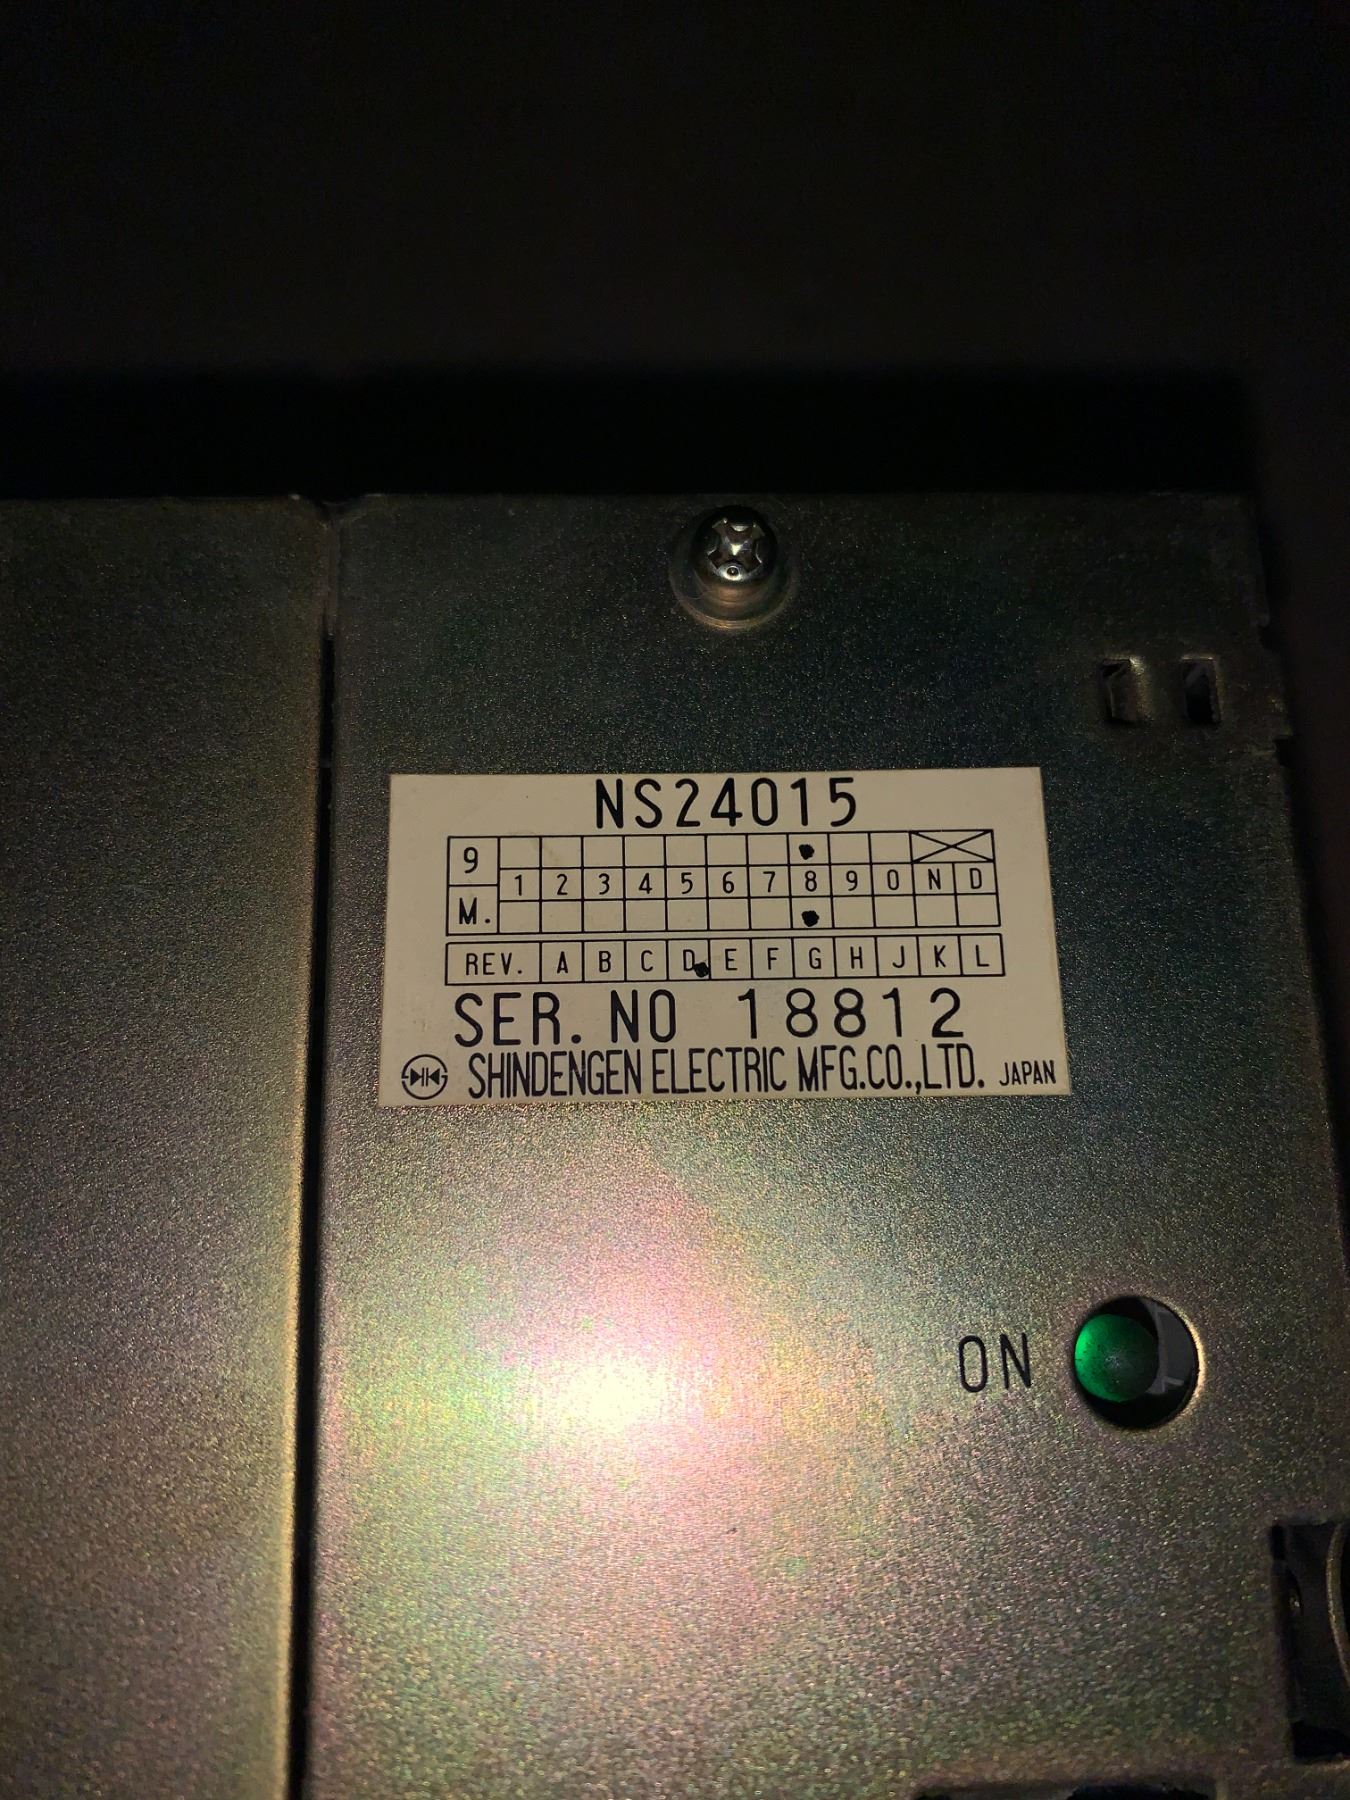 NS24015
9
1 2 3 4 5 6 7 8 9 0 N D
M.
REV. A B C D E F G H J K L
SER. NO 18812
SHINDENGEN ELECTRIC MFG.CO.,LTD. JAPAN
ON